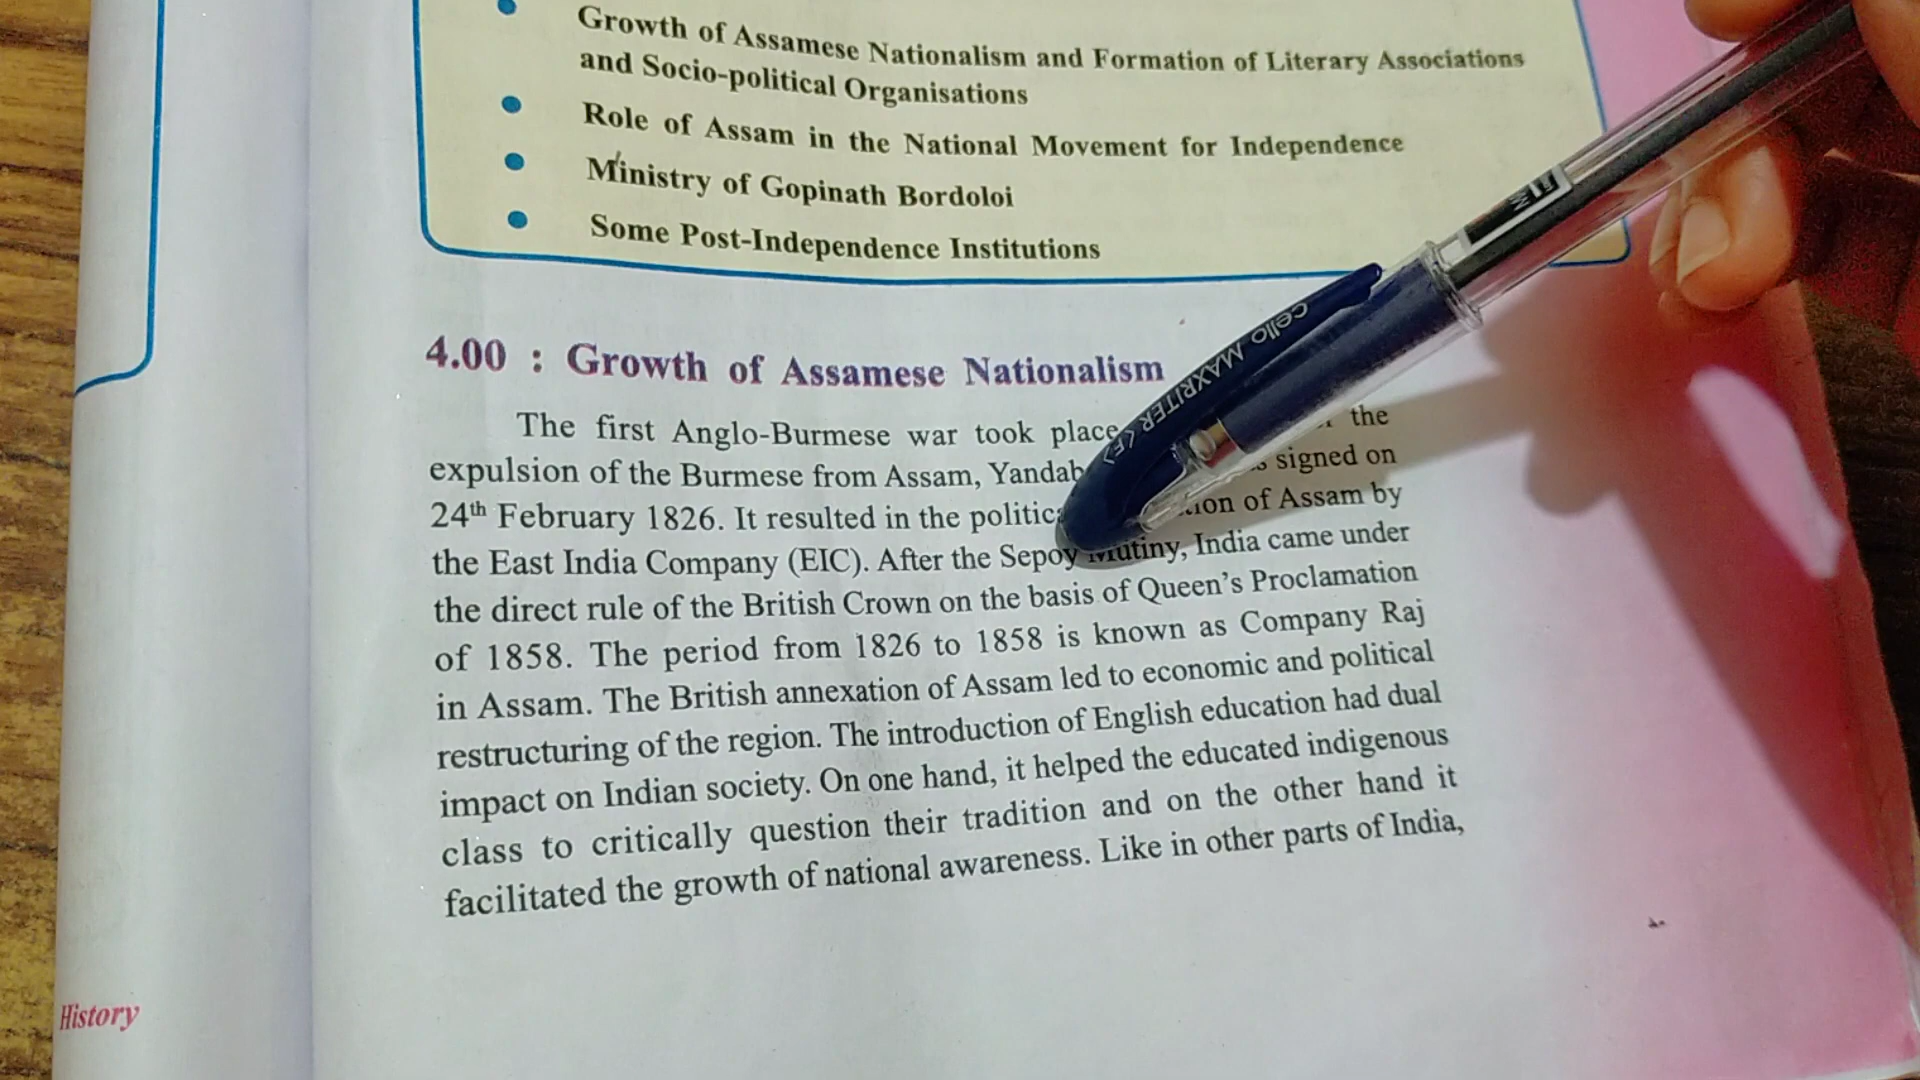 Growth of Assamese Nationalism and Formation of Literary Associations
and Socio-political Organisations
Role of Assam in the National Movement for Independence
Ministry of Gopinath Bordoloi
Some Post-Independence Institutions
4.00 : Growth of Assamese Nationalism
The first Anglo-Burmese war took place the
expulsion of the Burmese from Assam, signed on
24th February 1826. It resulted in the of Assam by
the East India Company (EIC). After the Sepoy Mutiny, India came under
the direct rule of the British Crown on the basis of Queen's Proclamation
of 1858. The period from 1826 to 1858 is known as Company Raj
in Assam. The British annexation of Assam led to economic and political
restructuring of the region. The introduction of English education had dual
impact on Indian society. On one hand, it helped the educated indigenous
class to critically question their tradition and on the other hand it
facilitated the growth of national awareness. Like in other parts of India,
History
cello MAXRITER (F)